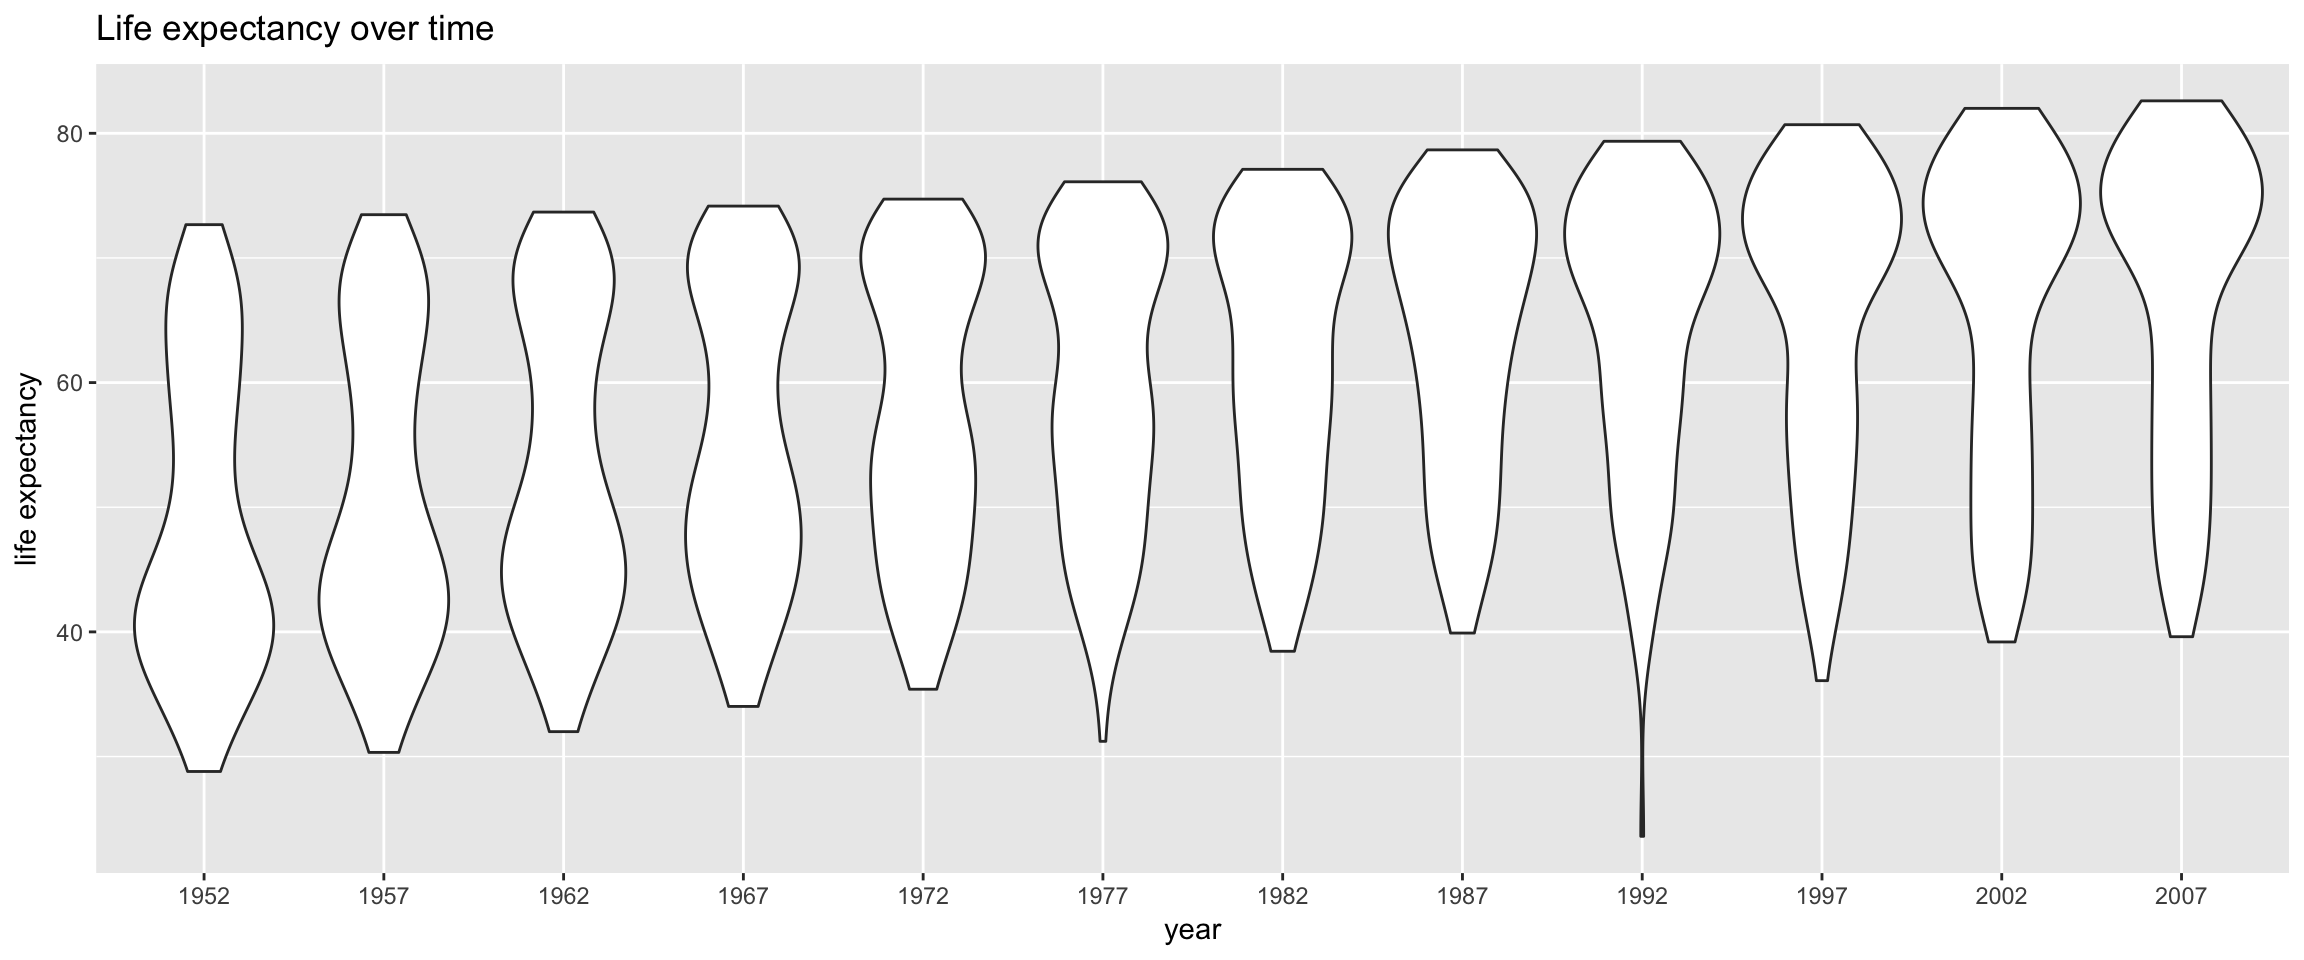 Life expectancy over time
life expectancy
80
60
40
1952 1957 1962 1967 1972 1977 1982 1987 1992 1997 2002 2007
year